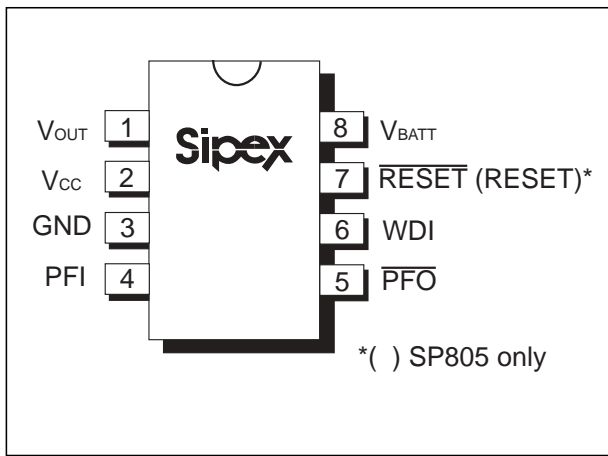 Sipex
VOUT 1
8 VBATT
VCC 2
7 RESET (RESET)*
GND 3
6 WDI
PFI 4
5 PFO
*( ) SP805 only